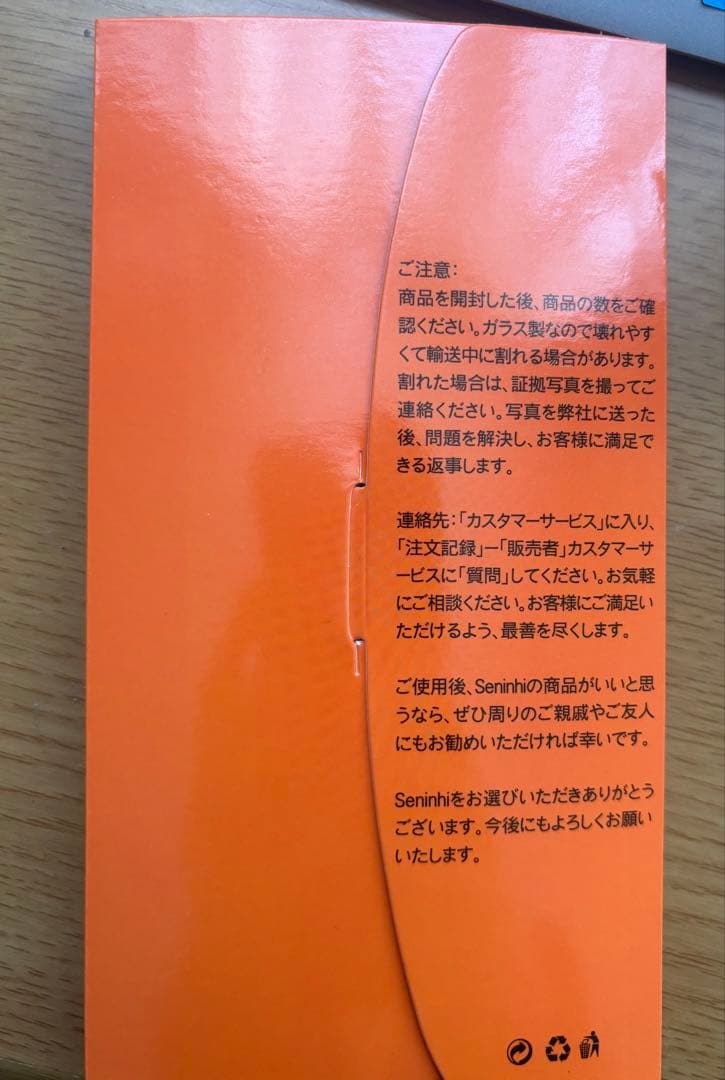 ご注意：
商品を開封した後、商品の数をご確
認ください。ガラス製なので壊れやす
くて輸送中に割れる場合があります。
割れた場合は、証拠写真を撮ってご
連絡ください。写真を弊社に送った
後、問題を解決し、お客様に満足で
きる返事します。
連絡先：「カスタマーサービス」に入り、
「注文記録」ー「販売者」カスタマーサ
ービスに「質問」してください。お気軽
にご相談ください。お客様にご満足い
ただけるよう、最善を尽くします。
ご使用後、Seninhiの商品がいいと思
うなら、ぜひ周りのご親戚やご友人
にもお勧めいただければ幸いです。
Seninhiをお選びいただきありがとう
ございます。今後にもよろしくお願い
いたします。